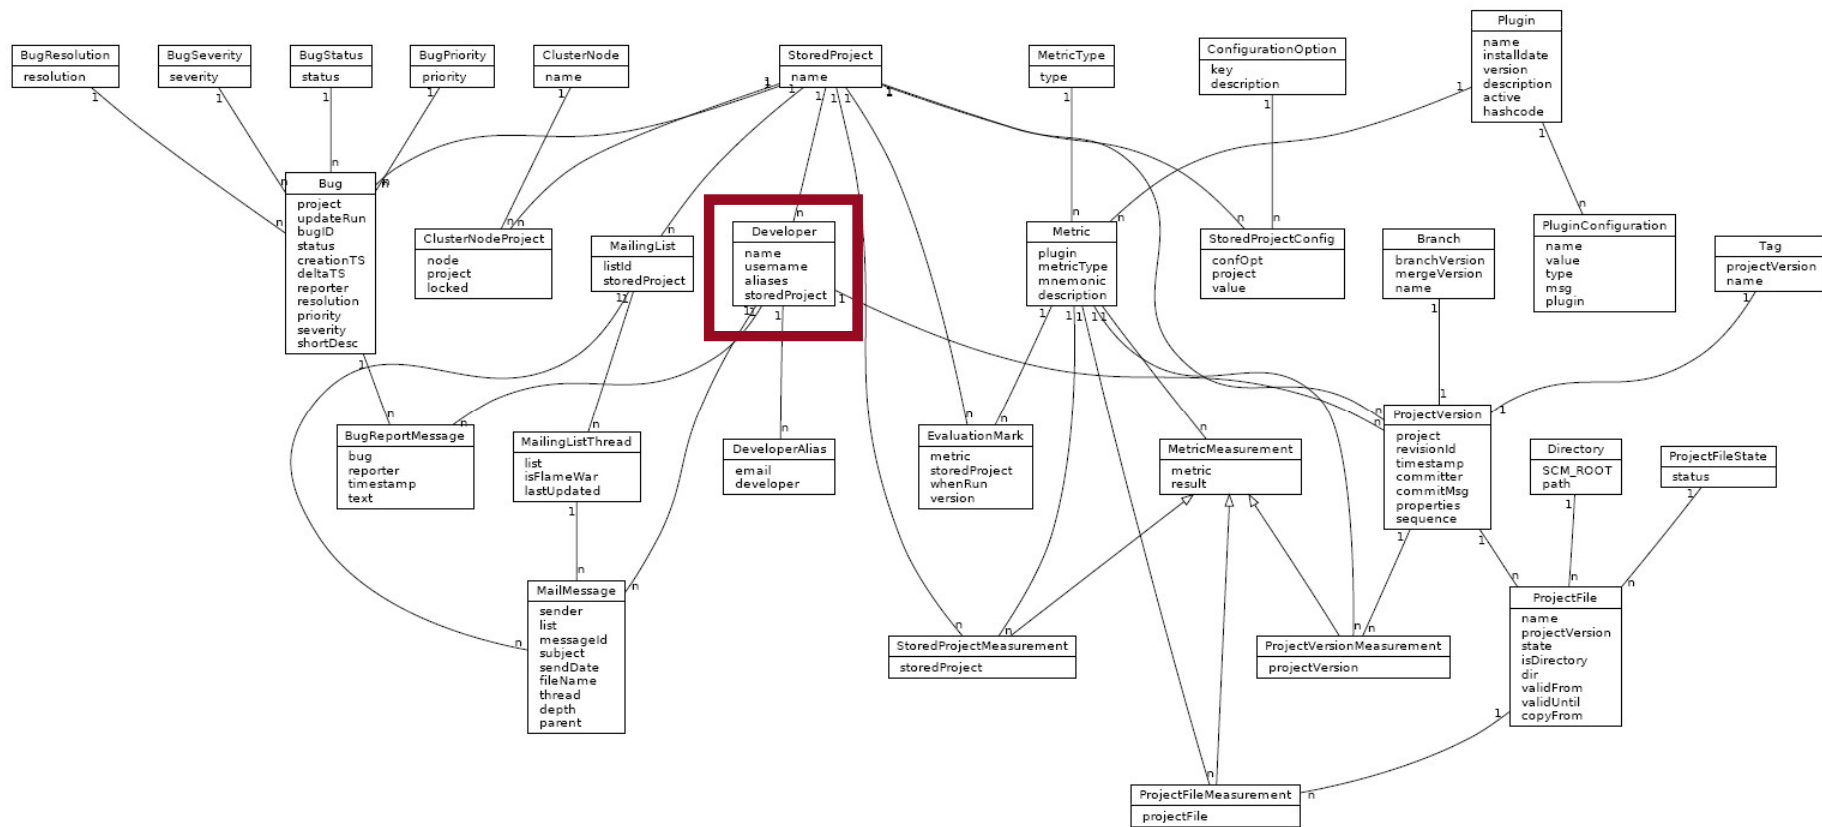 BugResolution
resolution
BugSeverity
severity
BugStatus
status
BugPriority
priority
ClusterNode
name
StoredProject
name
MetricType
type
ConfigurationOption
key
description
Plugin
name
installdate
version
description
active
hashcode
Bug
project
updateRun
bugID
status
creationTS
deltaTS
reporter
resolution
priority
severity
shortDesc
ClusterNodeProject
node
project
locked
MailingList
listId
storedProject
Developer
name
username
aliases
storedProject
Metric
plugin
metricType
mnemonic
description
StoredProjectConfig
confOpt
project
value
Branch
branchVersion
mergeVersion
name
PluginConfiguration
name
value
type
msg
plugin
Tag
projectVersion
name
BugReportMessage
bug
reporter
timestamp
text
MailingListThread
list
isFlameWar
lastUpdated
DeveloperAlias
email
developer
EvaluationMark
metric
storedProject
whenRun
version
MetricMeasurement
metric
result
ProjectVersion
project
revisionId
timestamp
committer
commitMsg
properties
sequence
Directory
SCM_ROOT
path
ProjectFileState
status
MailMessage
sender
list
messageId
subject
sendDate
fileName
thread
depth
parent
StoredProjectMeasurement
storedProject
ProjectVersionMeasurement
projectVersion
ProjectFile
name
projectVersion
state
isDirectory
dir
validFrom
validUntil
copyFrom
ProjectFileMeasurement
projectFile